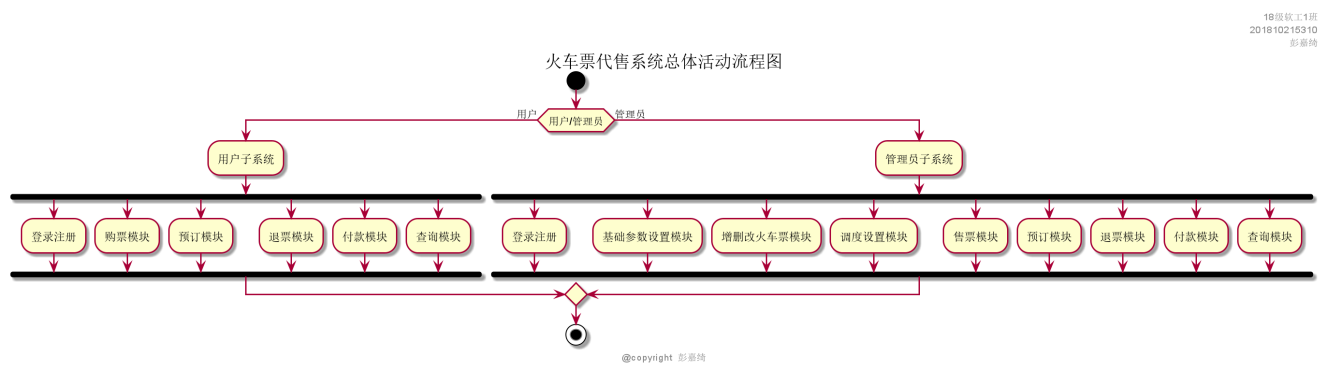 18级软工1班
201810215310
彭嘉绮
火车票代售系统总体活动流程图
用户
用户/管理员
管理员
用户子系统
管理员子系统
登录注册
购票模块
预订模块
退票模块
付款模块
查询模块
登录注册
基础参数设置模块
增删改火车票模块
调度设置模块
售票模块
预订模块
退票模块
付款模块
查询模块
@copyright 彭嘉绮